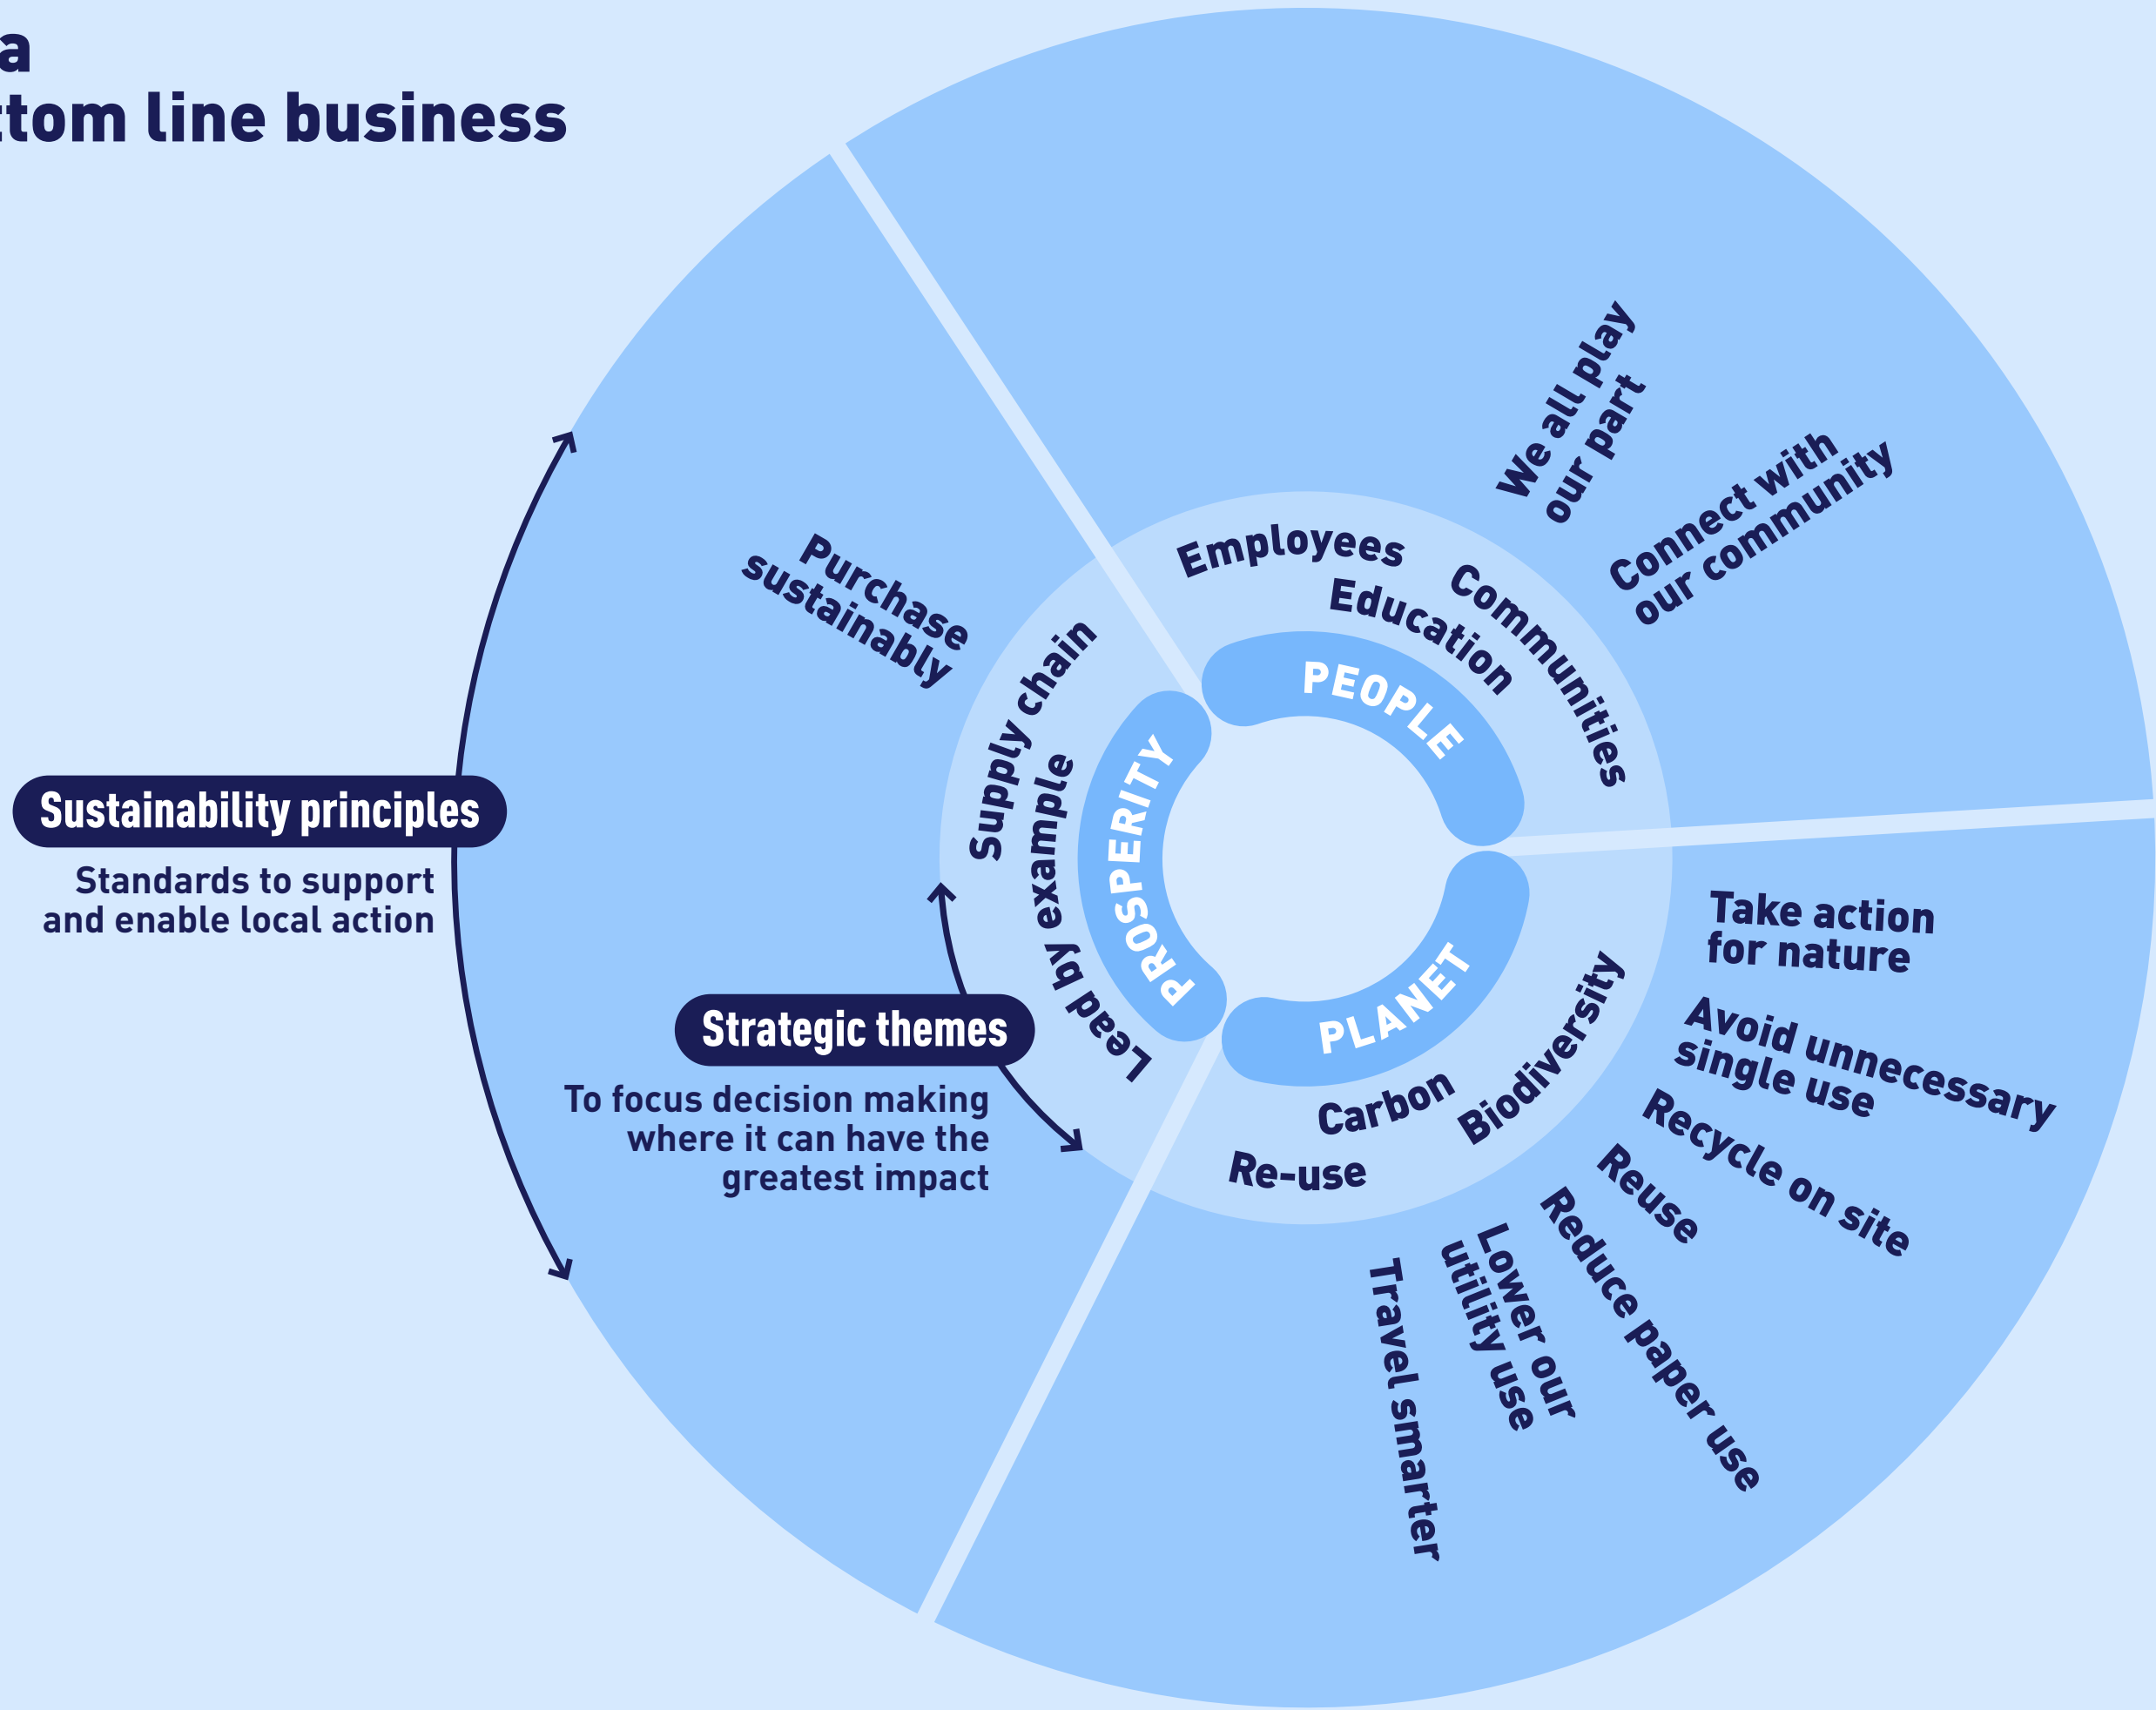 a
tom line business
We all play
our part
Connect with
our community
Employees
Communities
Education
Purchase
sustainably
Supply chain
Lead by example
PEOPLE
PROSPERITY
PLANET
Sustainability principles
Standards to support
and enable local action
Strategic themes
To focus decision making
where it can have the
greatest impact
Carbon
Biodiversity
Re-use
Take action
for nature
Avoid unnecessary
single use
Recycle on site
Reuse
Reduce paper use
Lower our
utility use
Travel smarter